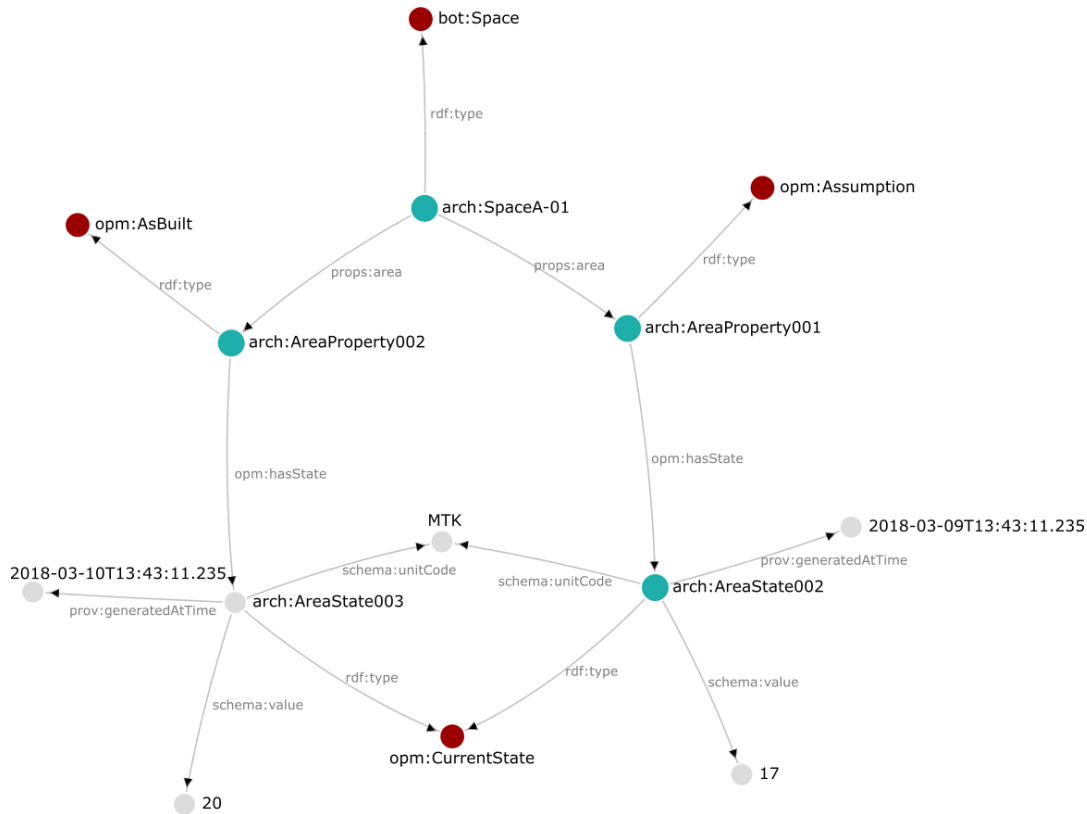 bot:Space
rdf:type
opm:Assumption
arch:SpaceA-01
opm:AsBuilt
rdf:type
props:area
props:area
rdf:type
arch:AreaProperty001
arch:AreaProperty002
opm:hasState
opm:hasState
MTK
2018-03-09T13:43:11.235
prov:generatedAtTime
2018-03-10T13:43:11.235
schema:unitCode
schema:unitCode
arch:AreaState002
arch:AreaState003
prov:generatedAtTime
rdf:type
rdf:type
schema:value
schema:value
opm:CurrentState
17
20